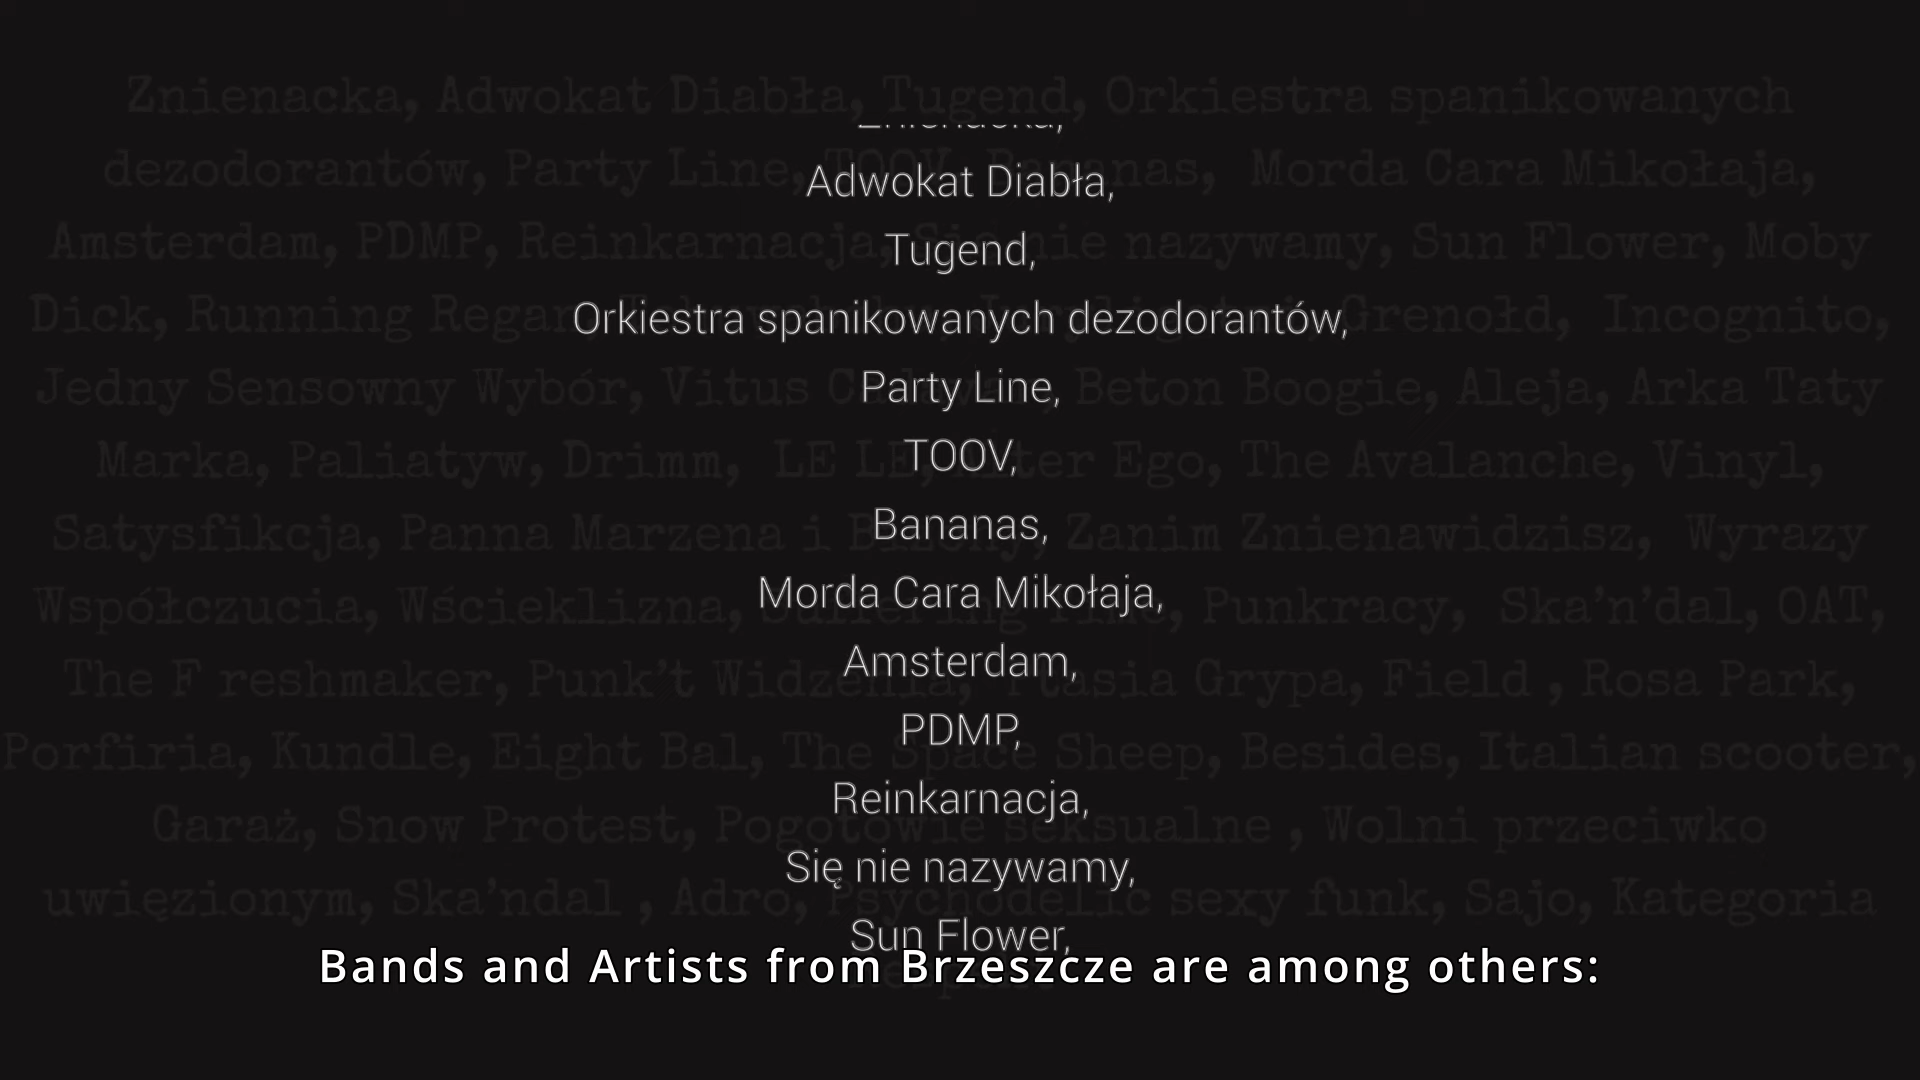 Znienacka, Adwokat Diabła, Tugend, Orkiestra spanikowanych
dezodorantów, Party Line, TOOV, Bananas, Morda Cara Mikołaja,
Amsterdam, PDMP, Reinkarnacja, Się nie nazywamy, Sun Flower, Moby
Dick, Running Regar Grenołd, Incognito,
Jedny Sensowny Wybór, Vitus Beton Boogie, Aleja, Arka Taty
Marka, Paliatyw, Drimm, LE LE, Alter Ego, The Avalanche, Vinyl,
Satysfikcja, Panna Marzena i Zanim Znienawidzisz, Wyrazy
Współczucia, Wścieklizna, Suffering Time, Punkracy, Ska’n’dal, OAT,
The F reshmaker, Punk’t Widzenia, Ptasia Grypa, Field , Rosa Park,
Porfiria, Kundle, Eight Bal, The Space Sheep, Besides, Italian scooter,
Garaż, Snow Protest, Pogotowie seksualne , Wolni przeciwko
uwięzionym, Ska’ndal , Adro, Psychodelic sexy funk, Sajo, Kategoria
Znienacka,
Adwokat Diabła,
Tugend,
Orkiestra spanikowanych dezodorantów,
Party Line,
TOOV,
Bananas,
Morda Cara Mikołaja,
Amsterdam,
PDMP,
Reinkarnacja,
Się nie nazywamy,
Sun Flower,
Bands and Artists from Brzeszcze are among others: